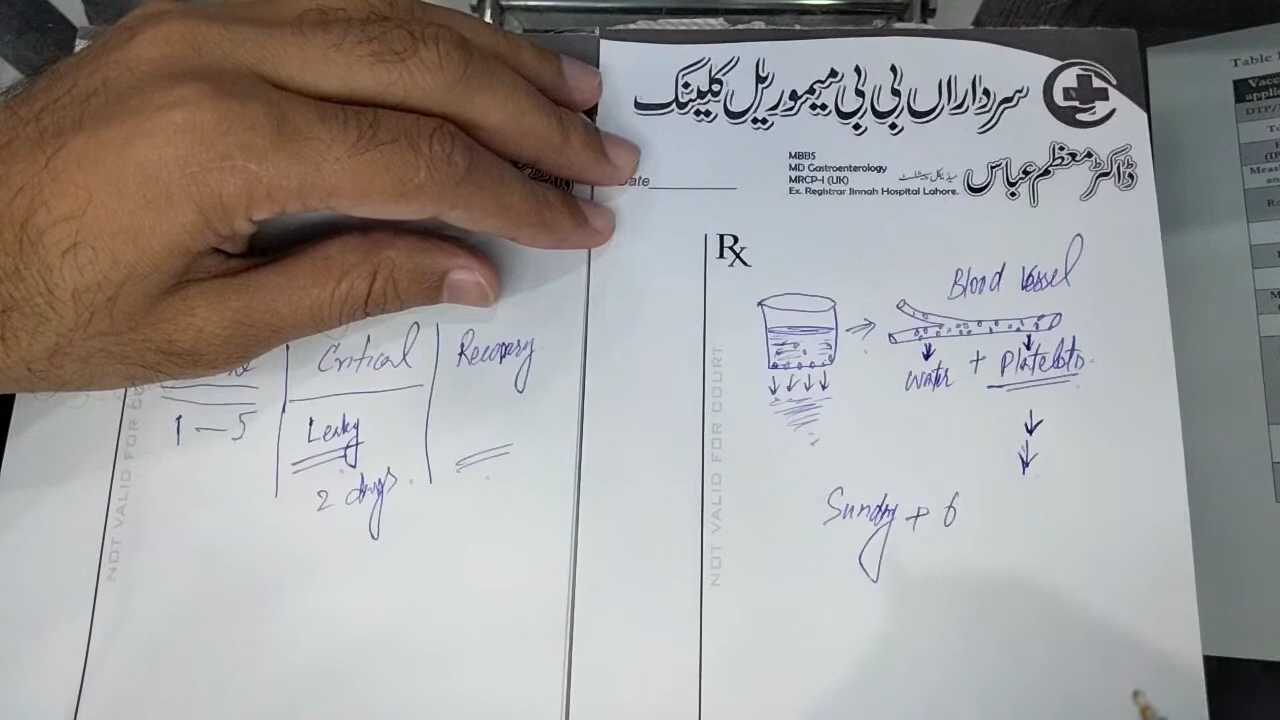 Critical
Recovery
1 – 5
Leaky
2 days.
NOT VALID FOR COURT
سرداراں بی بی میموریل کلینک
ڈاکٹر معظم عباس
میڈیکل سپیشلسٹ
MBBS
MD Gastroenterology
MRCP-I (UK)
Ex. Registrar Jinnah Hospital Lahore.
Date
Rx
Blood Vessel
water + Platelets.
Sunday + 6
NOT VALID FOR COURT
Table